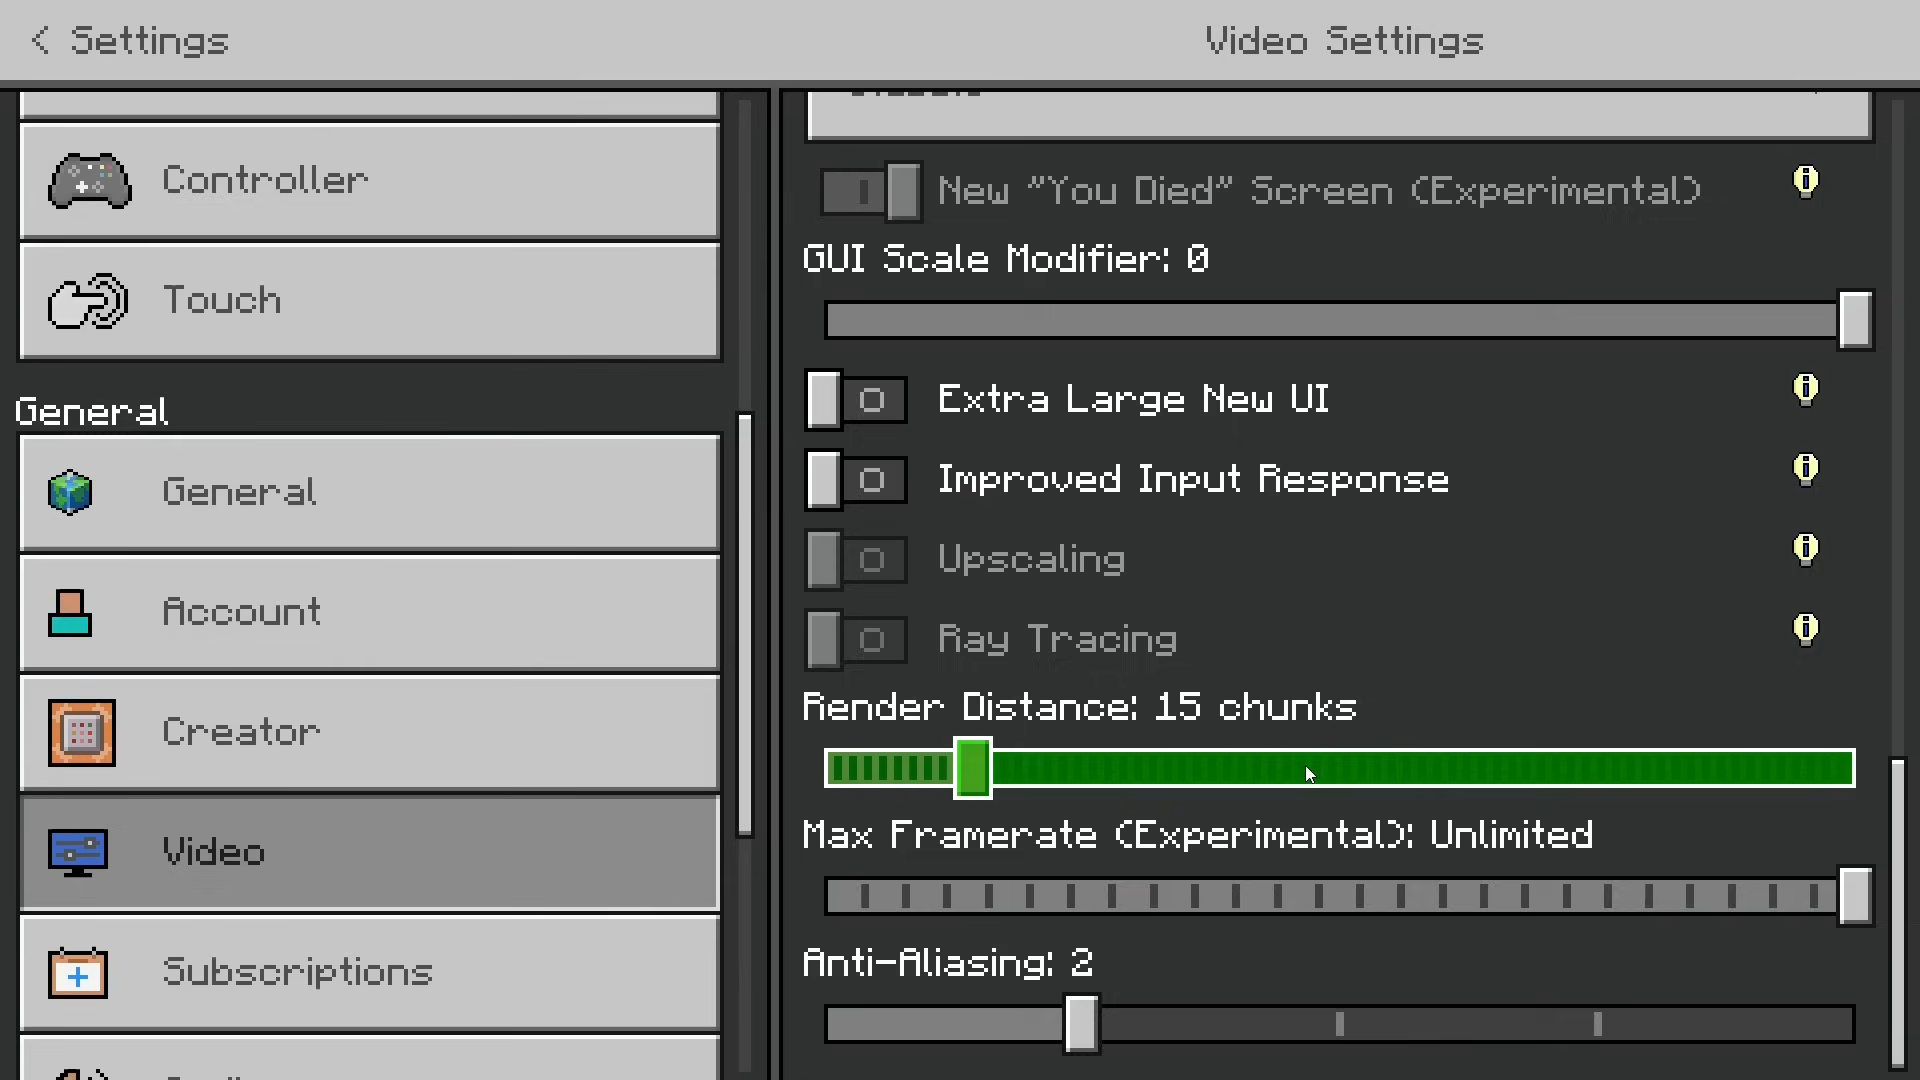 Settings
Video Settings
Controller
Touch
General
General
Account
Creator
Video
Subscriptions
New "You Died" Screen (Experimental)
GUI Scale Modifier: 0
Extra Large New UI
Improved Input Response
Upscaling
Ray Tracing
Render Distance: 15 chunks
Max Framerate (Experimental): Unlimited
Anti-Aliasing: 2